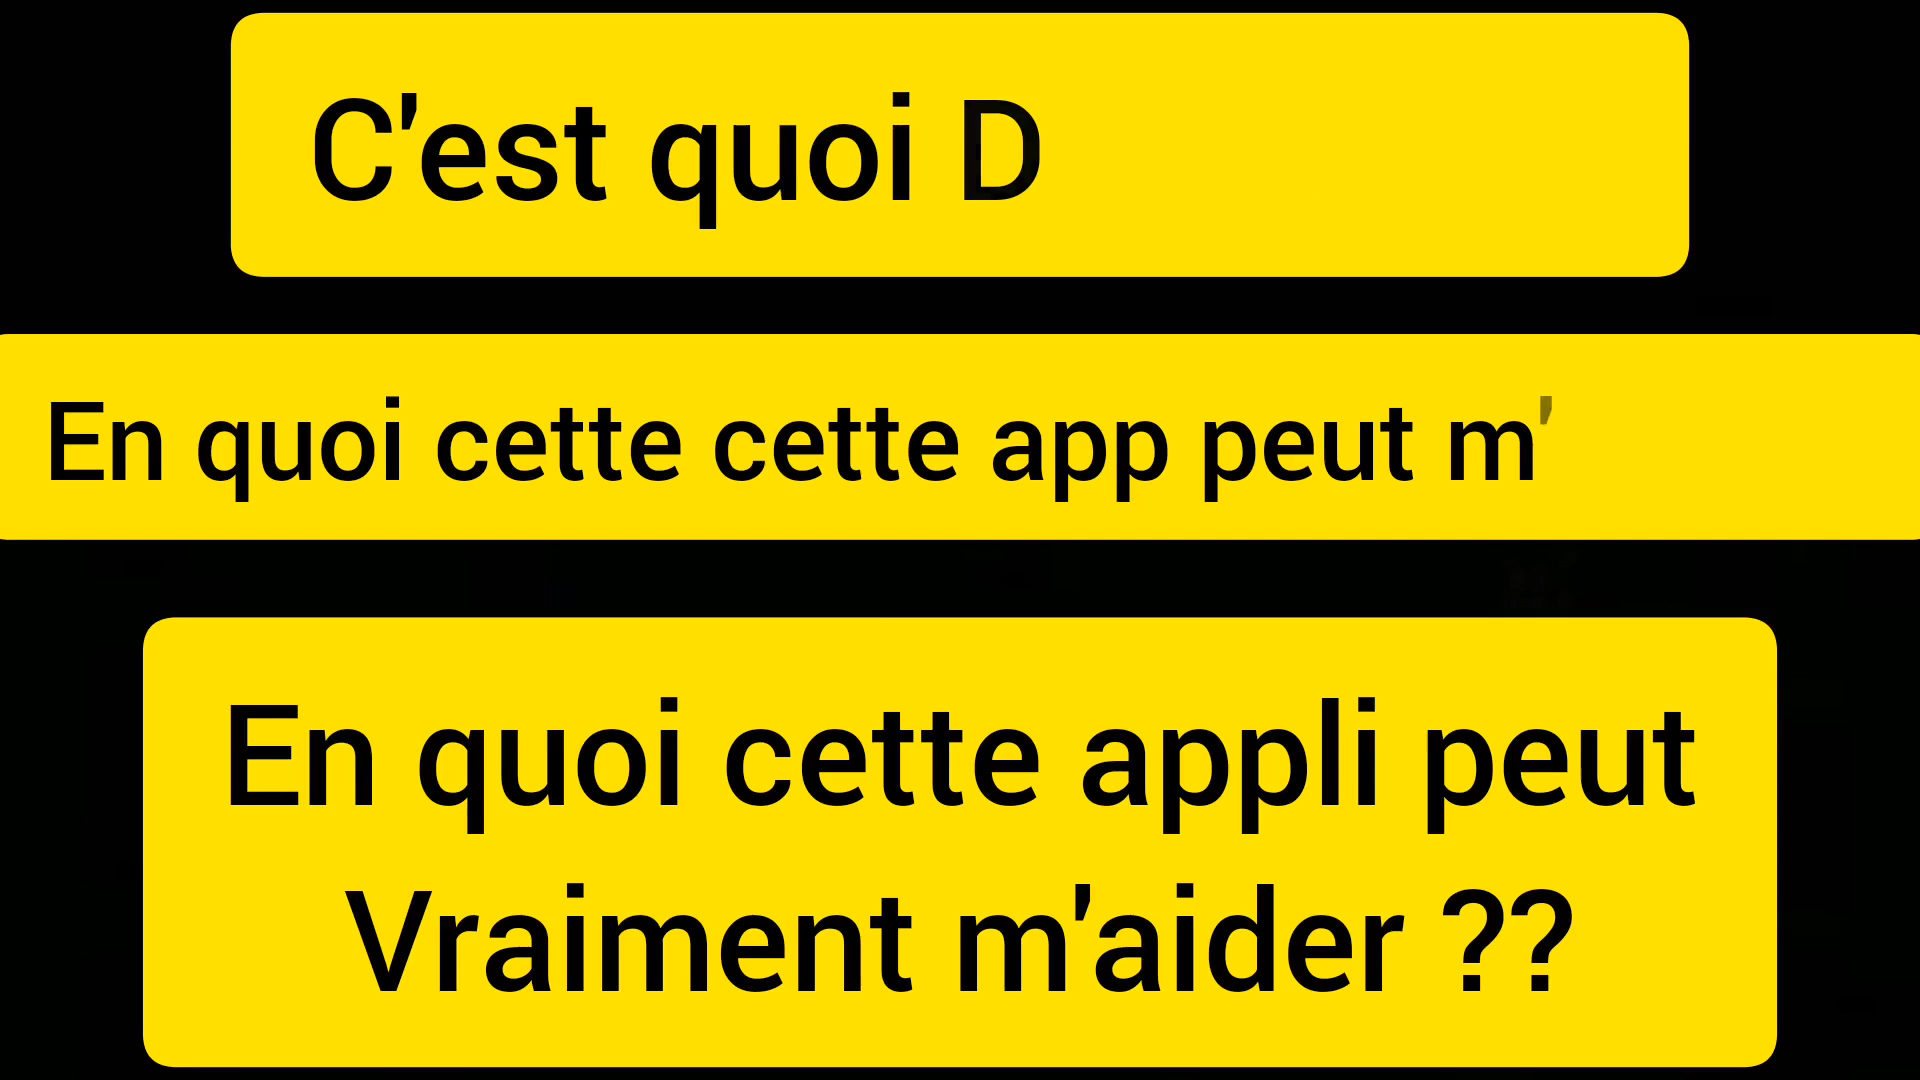 C'est quoi D
En quoi cette cette app peut m'
En quoi cette appli peut
Vraiment m'aider ??